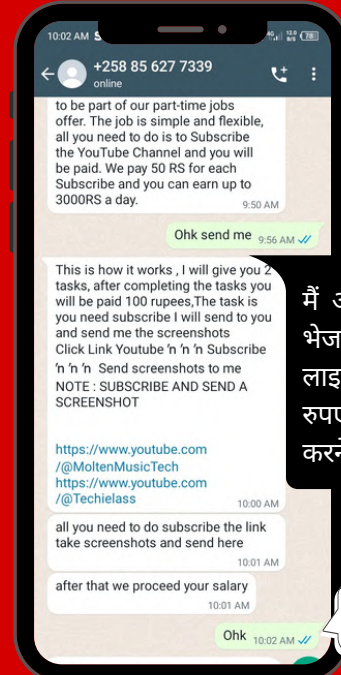 10:02 AM
+258 85 627 7339
online
to be part of our part-time jobs
offer. The job is simple and flexible,
all you need to do is to Subscribe
the YouTube Channel and you will
be paid. We pay 50 RS for each
Subscribe and you can earn up to
3000RS a day.
9:50 AM
Ohk send me 9:56 AM
This is how it works , I will give you 2
tasks, after completing the tasks you
will be paid 100 rupees,The task is
you need subscribe I will send to you
and send me the screenshots
Click Link Youtube 'n 'n 'n Subscribe
'n 'n 'n Send screenshots to me
NOTE : SUBSCRIBE AND SEND A
SCREENSHOT
https://www.youtube.com
/@MoltenMusicTech
https://www.youtube.com
/@Techielass
10:00 AM
all you need to do subscribe the link
take screenshots and send here
10:01 AM
after that we proceed your salary
10:01 AM
Ohk 10:02 AM
मैं
भेज
लाइ
रुपए
करने